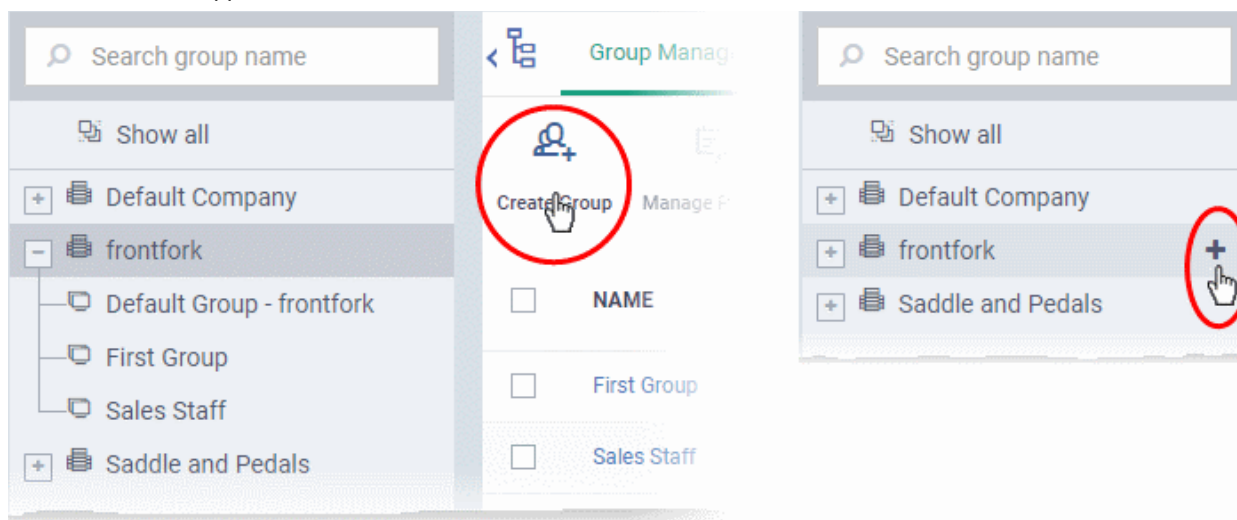 Search group name
Show all
Default Company
frontfork
Default Group - frontfork
First Group
Sales Staff
Saddle and Pedals
Group Manag
Create Group
Manage
NAME
First Group
Sales Staff
Search group name
Show all
Default Company
frontfork
Saddle and Pedals